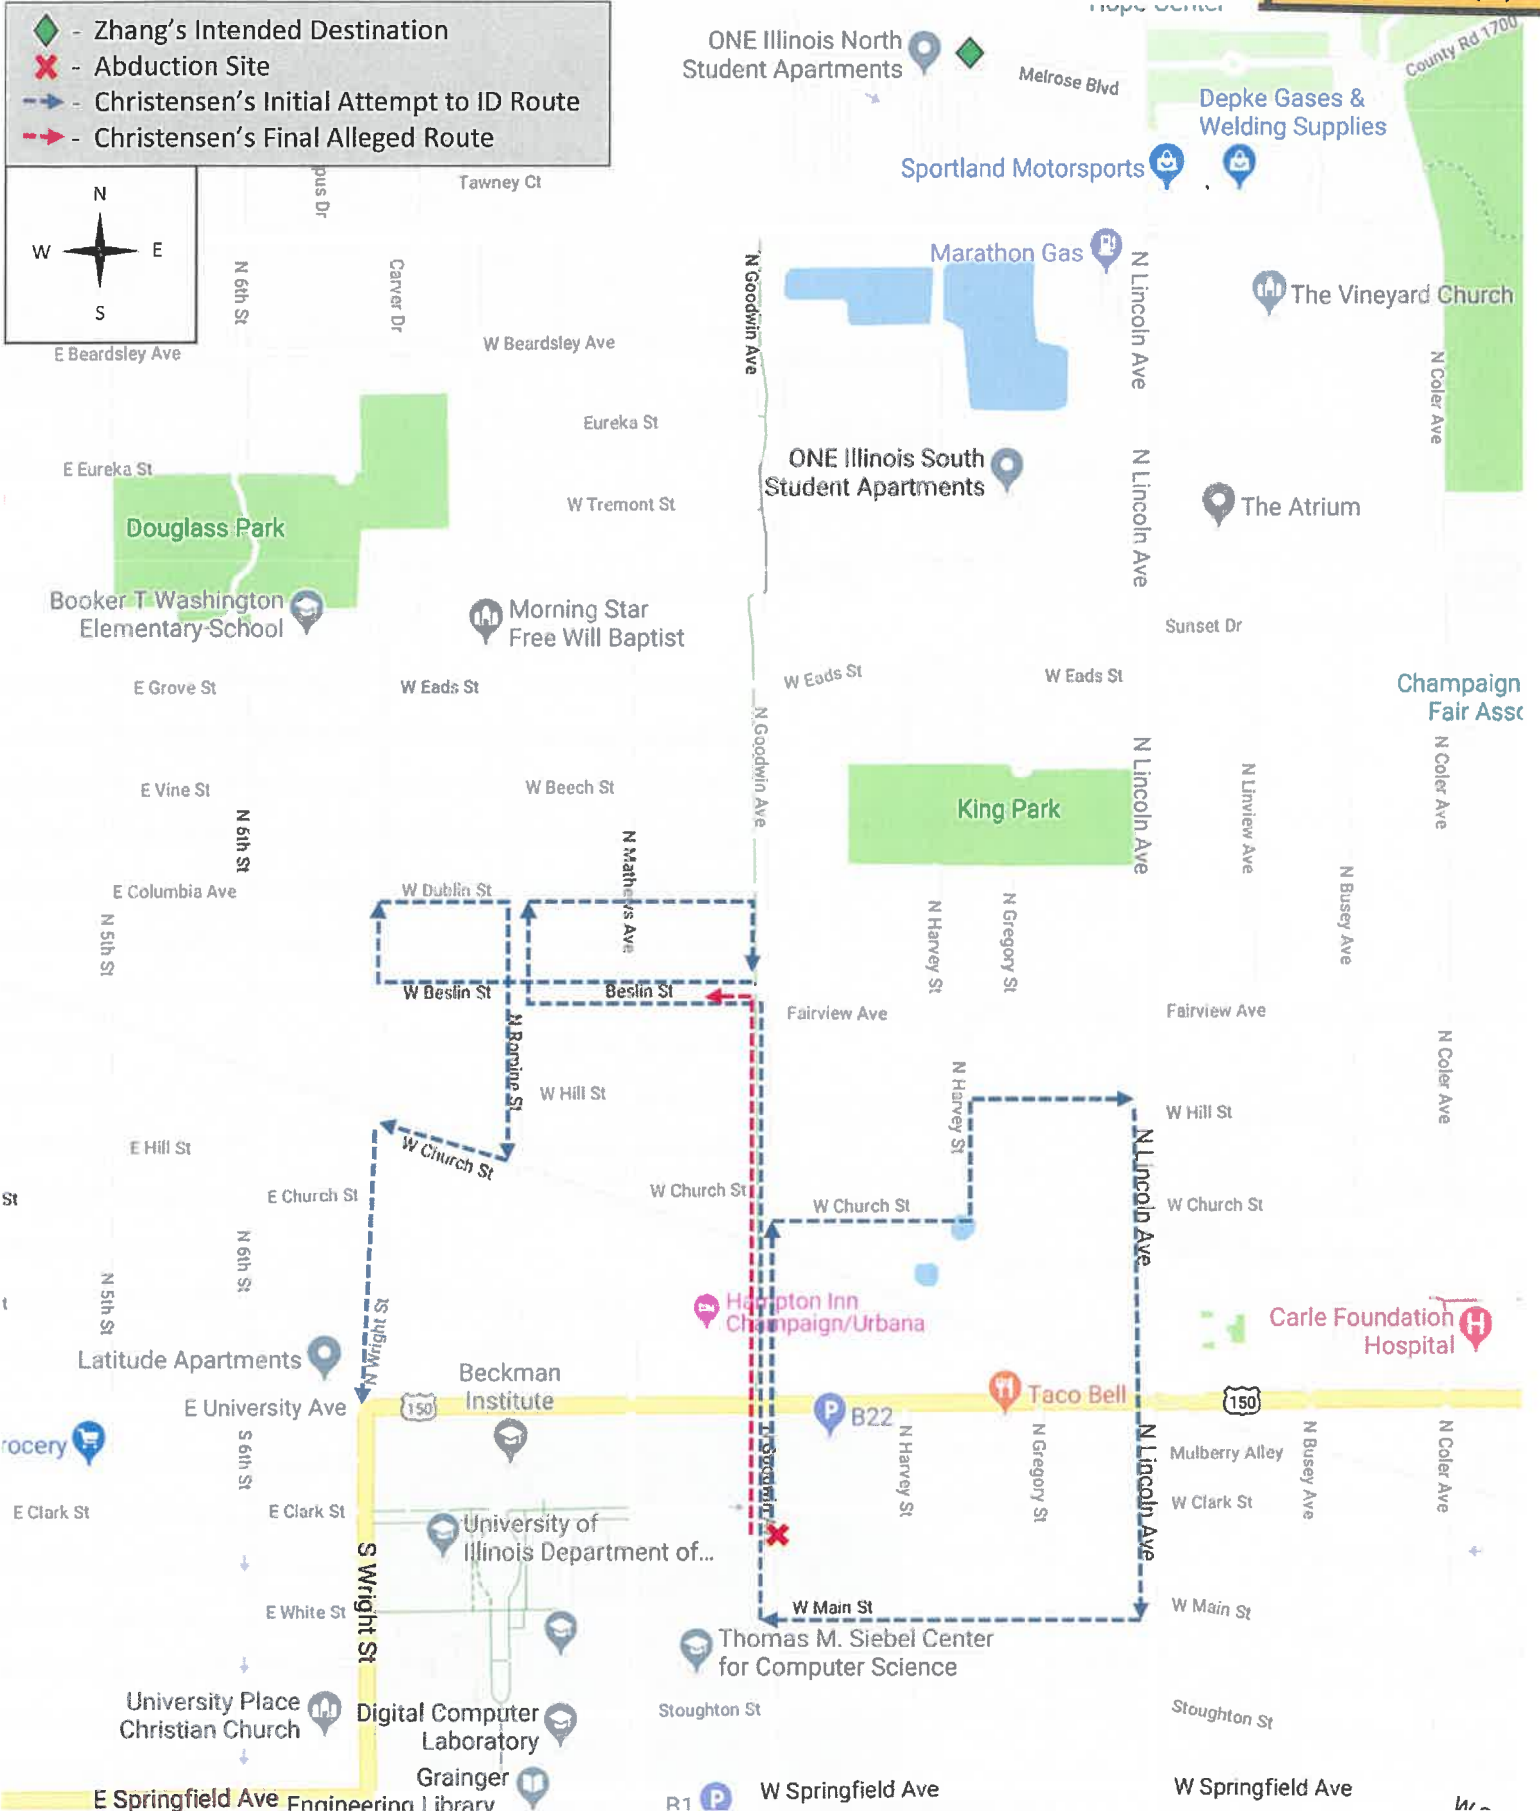 - Zhang's Intended Destination
- Abduction Site
- Christensen's Initial Attempt to ID Route
- Christensen's Final Alleged Route
N
W E
S
ONE Illinois North
Student Apartments
Melrose Blvd
County Rd 1700
Depke Gases &
Welding Supplies
Sportland Motorsports
Tawney Ct
Marathon Gas
The Vineyard Church
N 6th St
Carver Dr
N Goodwin Ave
N Lincoln Ave
E Beardsley Ave
W Beardsley Ave
N Coler Ave
Eureka St
E Eureka St
ONE Illinois South
Student Apartments
N Lincoln Ave
W Tremont St
The Atrium
Douglass Park
Booker T Washington
Elementary School
Morning Star
Free Will Baptist
Sunset Dr
E Grove St
W Eads St
W Eads St
W Eads St
Champaign
Fair Asso
N Goodwin Ave
N Lincoln Ave
N Linview Ave
N Coler Ave
E Vine St
W Beech St
King Park
N 6th St
N Mathews Ave
E Columbia Ave
W Dublin St
N Busey Ave
N 5th St
N Harvey St
N Gregory St
W Beslin St
Beslin St
Fairview Ave
Fairview Ave
N Romine St
N Harvey St
N Coler Ave
W Hill St
W Hill St
E Hill St
W Church St
N Lincoln Ave
St
E Church St
W Church St
W Church St
W Church St
N 6th St
N 5th St
t
N Wright St
Hampton Inn
Champaign/Urbana
Carle Foundation
Hospital
H
Latitude Apartments
Beckman
Institute
E University Ave
150
Taco Bell
150
P
B22
rocery
S 6th St
N Goodwin
N Harvey St
N Gregory St
N Lincoln Ave
Mulberry Alley
N Busey Ave
N Coler Ave
E Clark St
E Clark St
W Clark St
University of
Illinois Department of...
S Wright St
E White St
W Main St
W Main St
Thomas M. Siebel Center
for Computer Science
University Place
Christian Church
Digital Computer
Laboratory
Stoughton St
Stoughton St
Grainger
Engineering Library
E Springfield Ave
P
B1
W Springfield Ave
W Springfield Ave